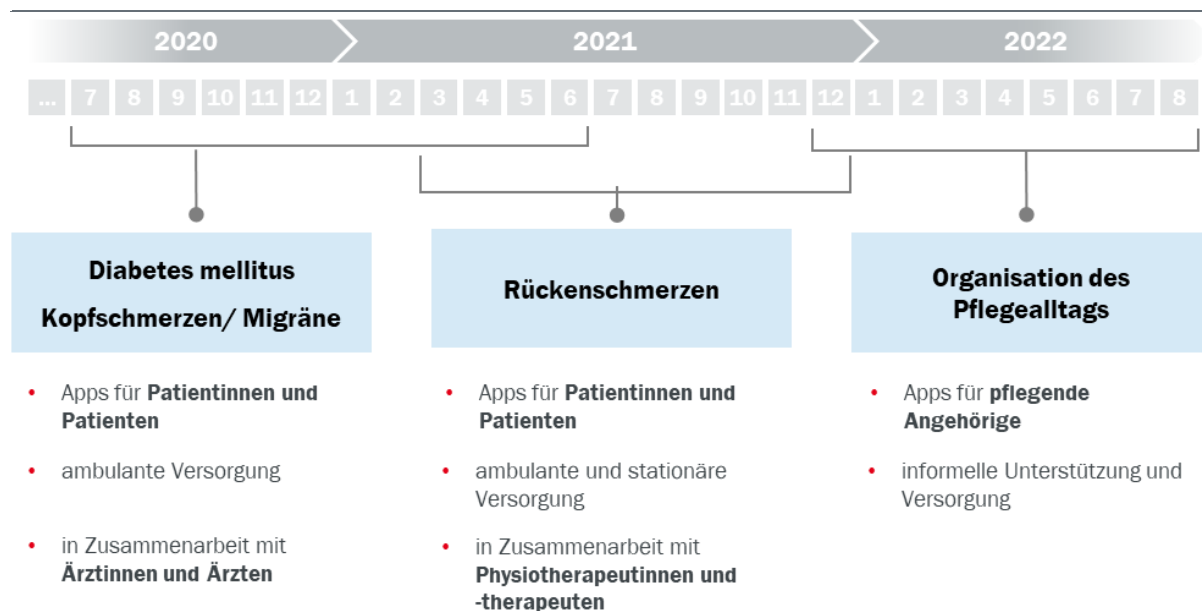 2020 2021 2022
... 7 8 9 10 11 12 1 2 3 4 5 6 7 8 9 10 11 12 1 2 3 4 5 6 7 8
Diabetes mellitus
Kopfschmerzen/ Migräne
• Apps für Patientinnen und
Patienten
• ambulante Versorgung
• in Zusammenarbeit mit
Ärztinnen und Ärzten
Rückenschmerzen
• Apps für Patientinnen und
Patienten
• ambulante und stationäre
Versorgung
• in Zusammenarbeit mit
Physiotherapeutinnen und
-therapeuten
Organisation des
Pflegealltags
• Apps für pflegende
Angehörige
• informelle Unterstützung und
Versorgung